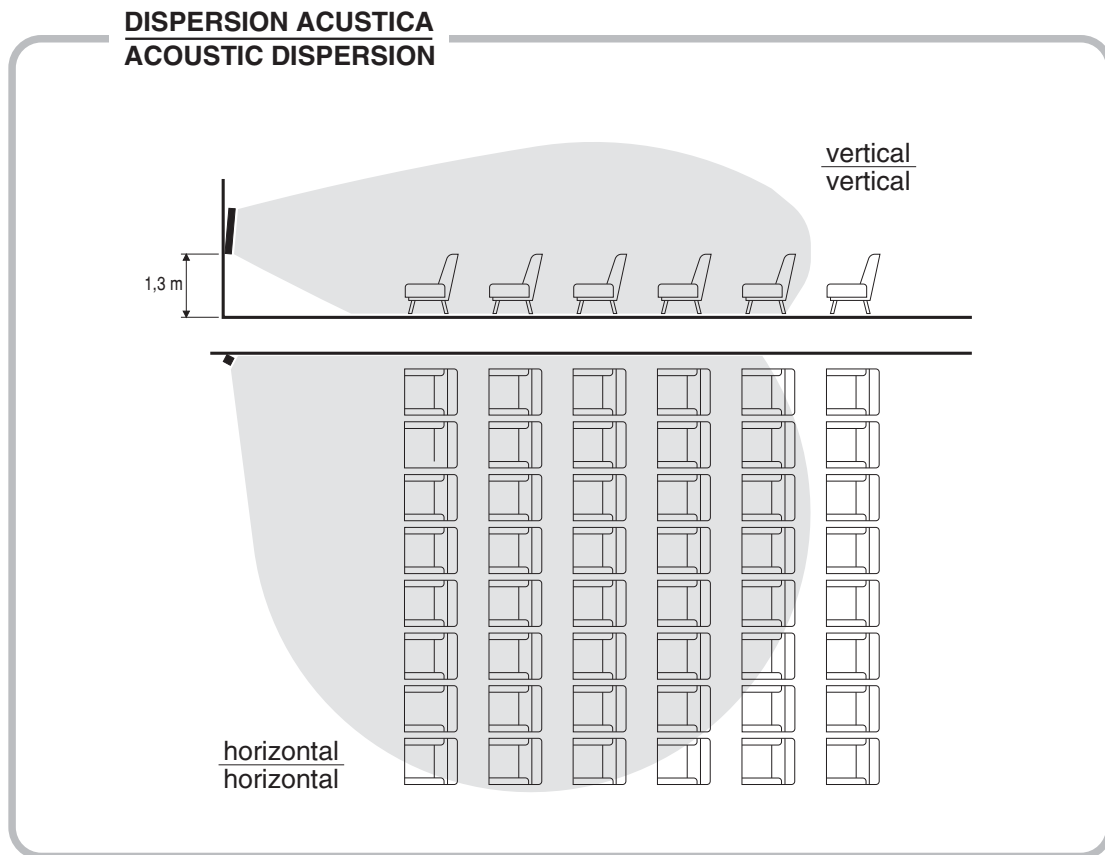 DISPERSION ACUSTICA
ACOUSTIC DISPERSION
vertical
vertical
1,3 m
horizontal
horizontal